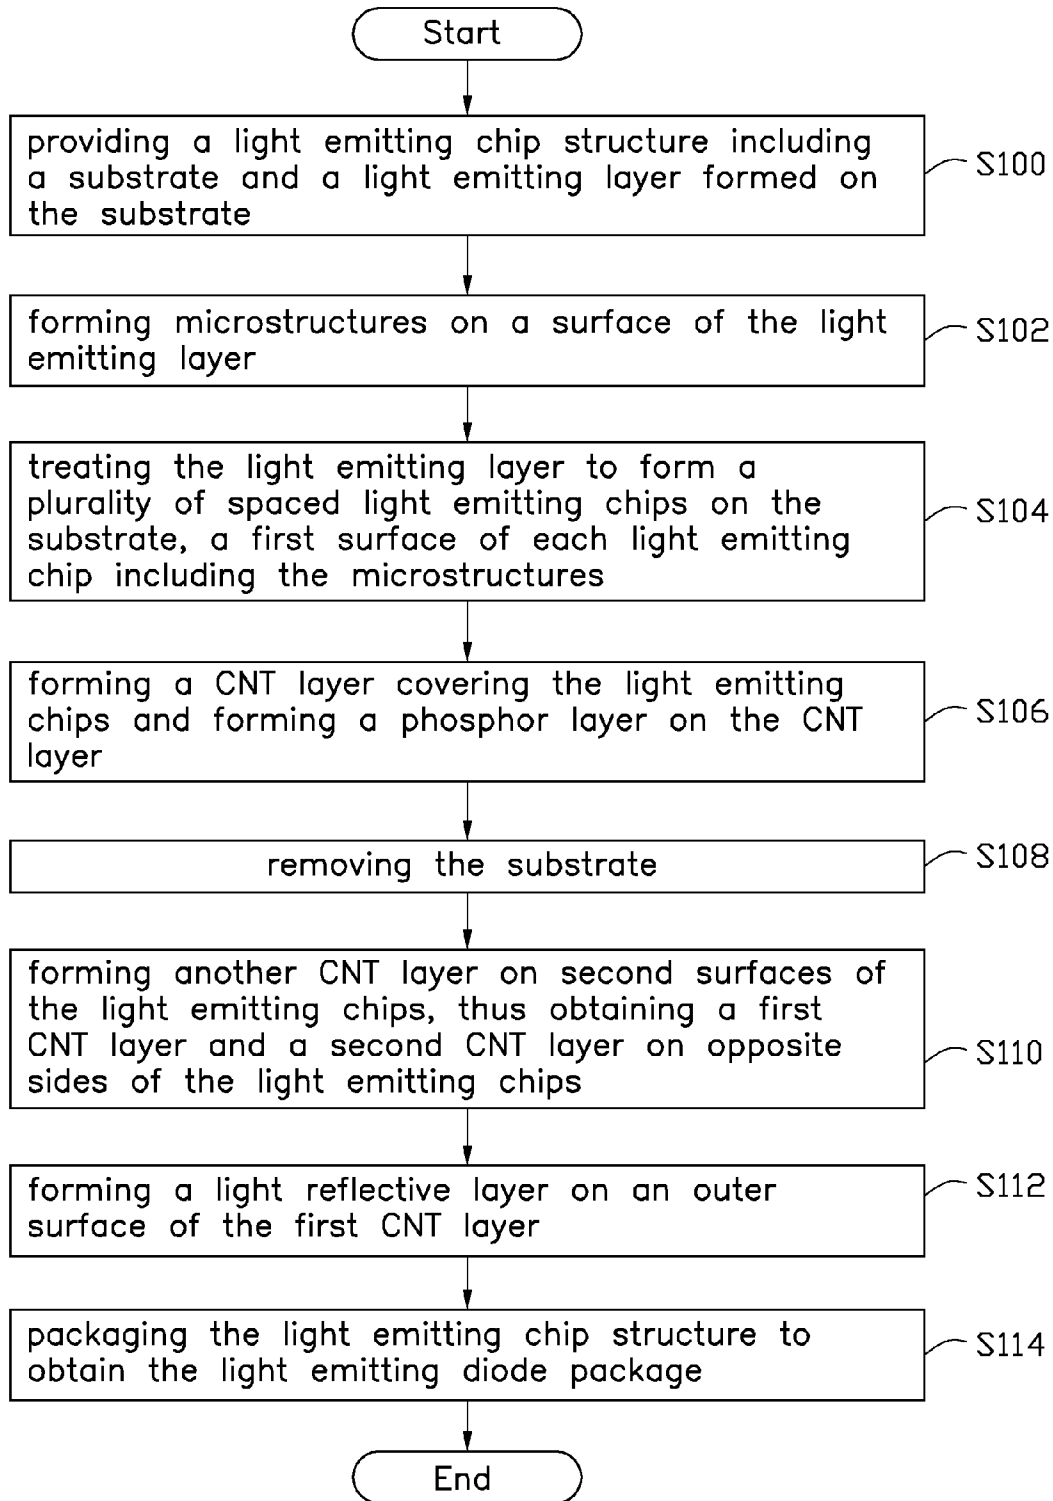 Start
providing a light emitting chip structure including
a substrate and a light emitting layer formed on
the substrate
S100
forming microstructures on a surface of the light
emitting layer
S102
treating the light emitting layer to form a
plurality of spaced light emitting chips on the
substrate, a first surface of each light emitting
chip including the microstructures
S104
forming a CNT layer covering the light emitting
chips and forming a phosphor layer on the CNT
layer
S106
removing the substrate
S108
forming another CNT layer on second surfaces of
the light emitting chips, thus obtaining a first
CNT layer and a second CNT layer on opposite
sides of the light emitting chips
S110
forming a light reflective layer on an outer
surface of the first CNT layer
S112
packaging the light emitting chip structure to
obtain the light emitting diode package
S114
End